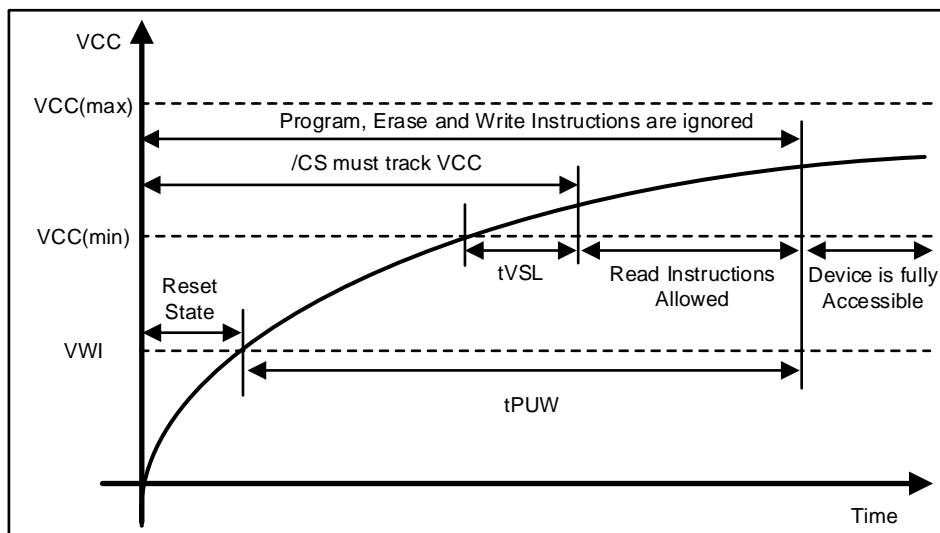 VCC
VCC(max)
Program, Erase and Write Instructions are ignored
/CS must track VCC
VCC(min)
tVSL
Read Instructions
Allowed
Device is fully
Accessible
Reset
State
VWI
tPUW
Time